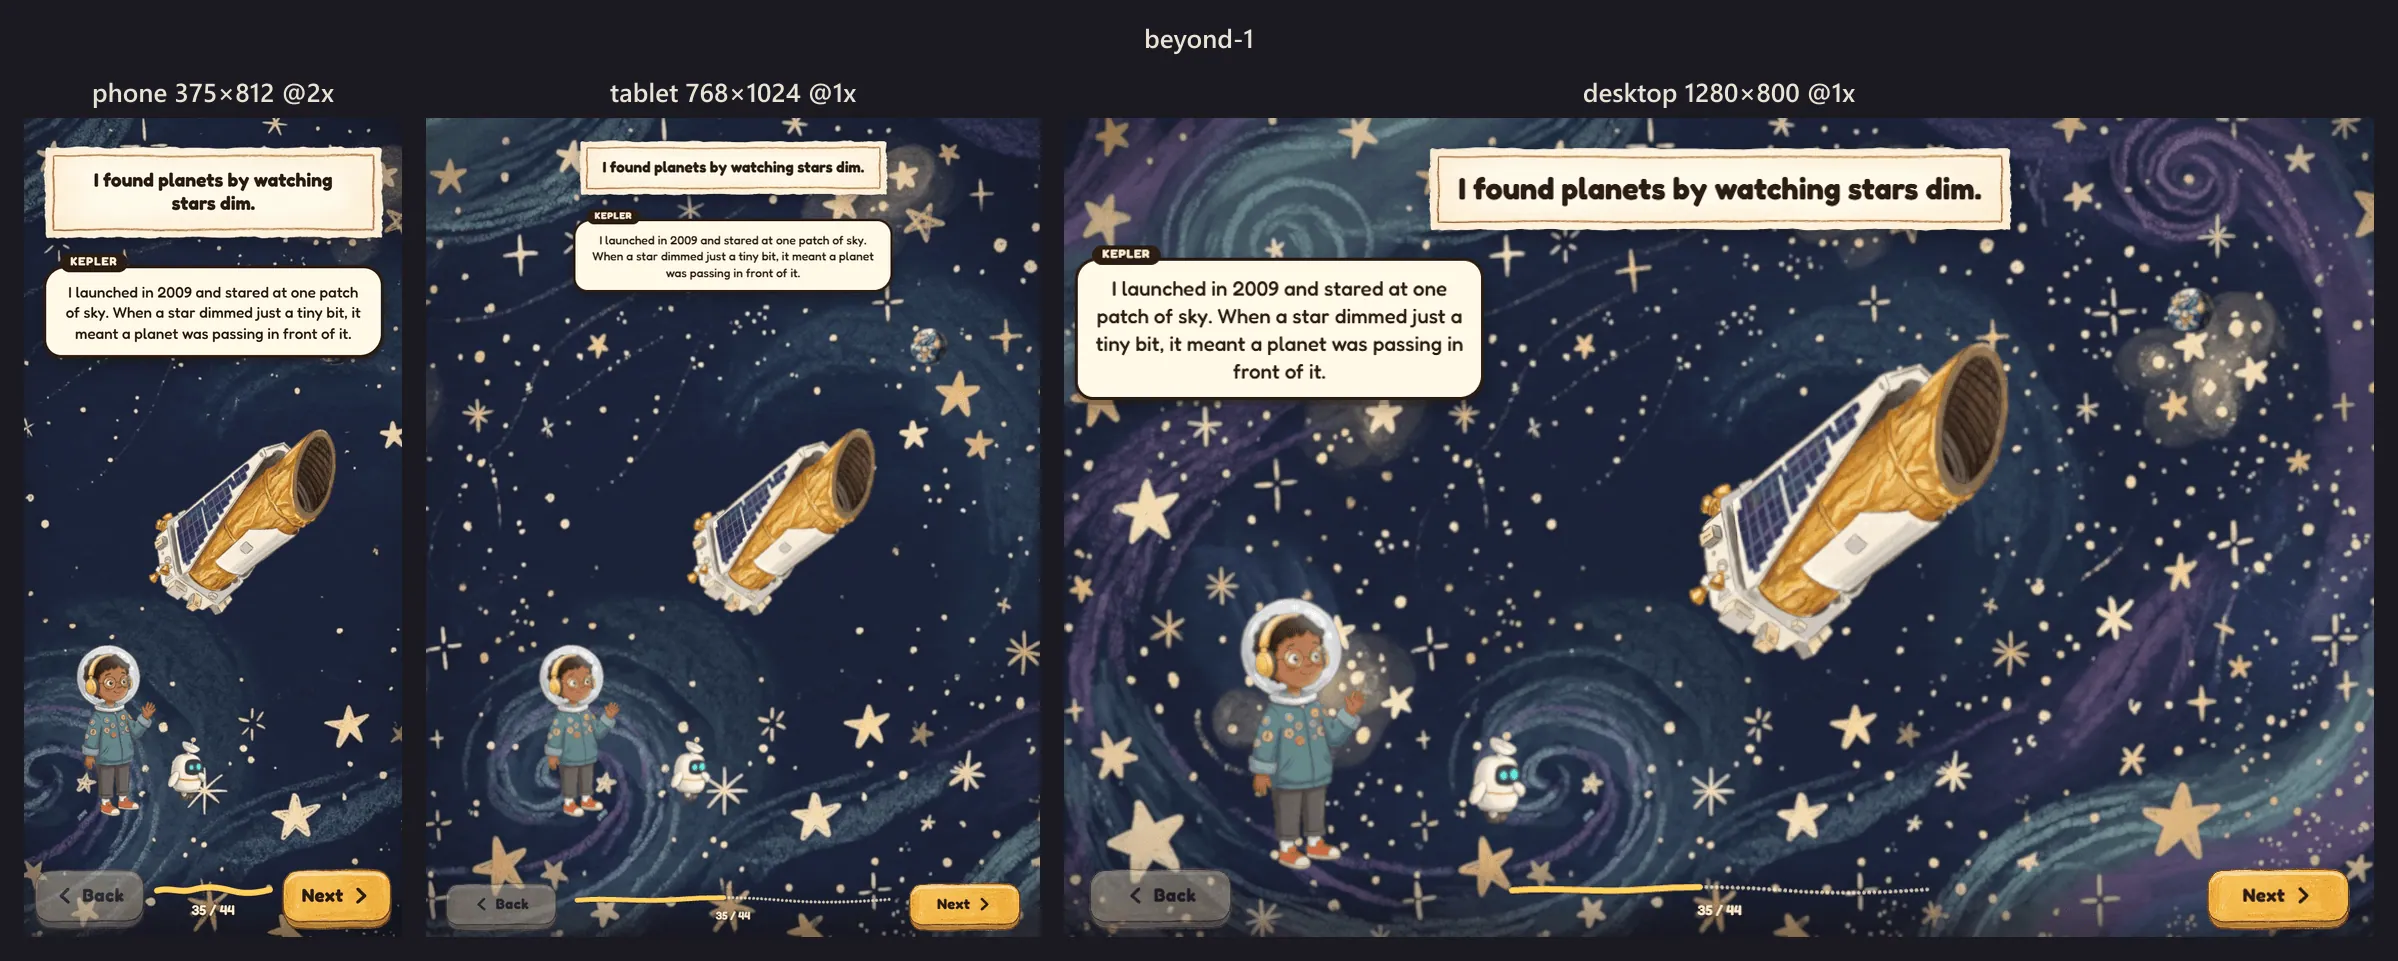 beyond-1
phone 375×812 @2x
I found planets by watching
stars dim.
KEPLER
I launched in 2009 and stared at one patch
of sky. When a star dimmed just a tiny bit, it
meant a planet was passing in front of it.
Back
35 / 44
Next
tablet 768×1024 @1x
I found planets by watching stars dim.
KEPLER
I launched in 2009 and stared at one patch of sky.
When a star dimmed just a tiny bit, it meant a planet
was passing in front of it.
Back
35 / 44
Next
desktop 1280×800 @1x
I found planets by watching stars dim.
KEPLER
I launched in 2009 and stared at one
patch of sky. When a star dimmed just a
tiny bit, it meant a planet was passing in
front of it.
Back
35 / 44
Next